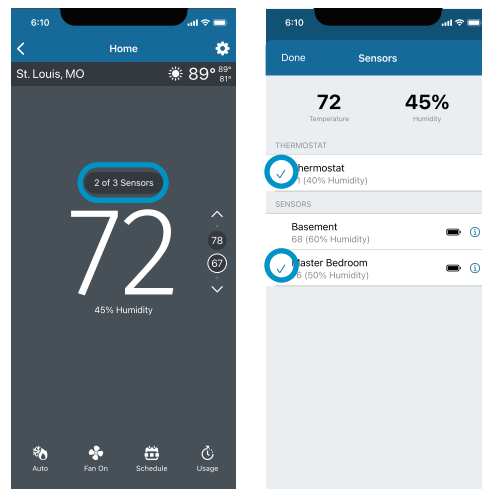 6:10
Home
St. Louis, MO
89° 89°
81°
2 of 3 Sensors
72
78
67
45% Humidity
Auto
Fan On
Schedule
Usage
6:10
Done
Sensors
72
45%
Temperature
Humidity
THERMOSTAT
hermostat
(40% Humidity)
SENSORS
Basement
68 (60% Humidity)
Master Bedroom
6 (50% Humidity)